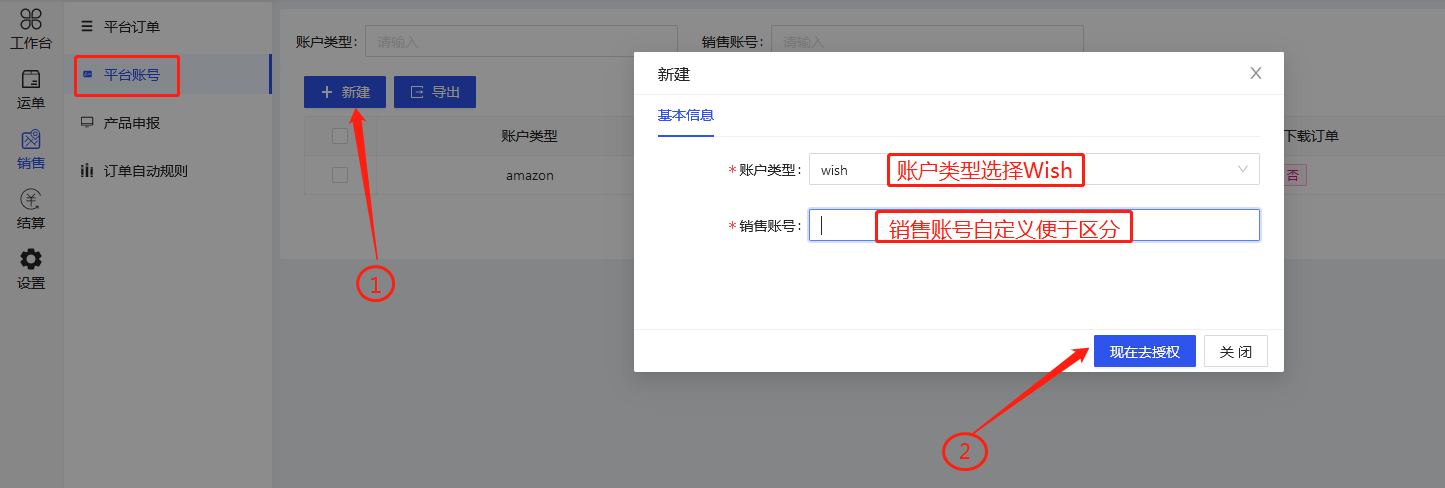 工作台
运单
销售
结算
设置
平台订单
平台账号
产品申报
订单自动规则
账户类型: 请输入 销售账号: 请输入
+ 新建 导出
账户类型 下载订单
amazon 否
1
新建
基本信息
* 账户类型: wish 账户类型选择Wish
* 销售账号: 销售账号自定义便于区分
现在去授权 关 闭
2